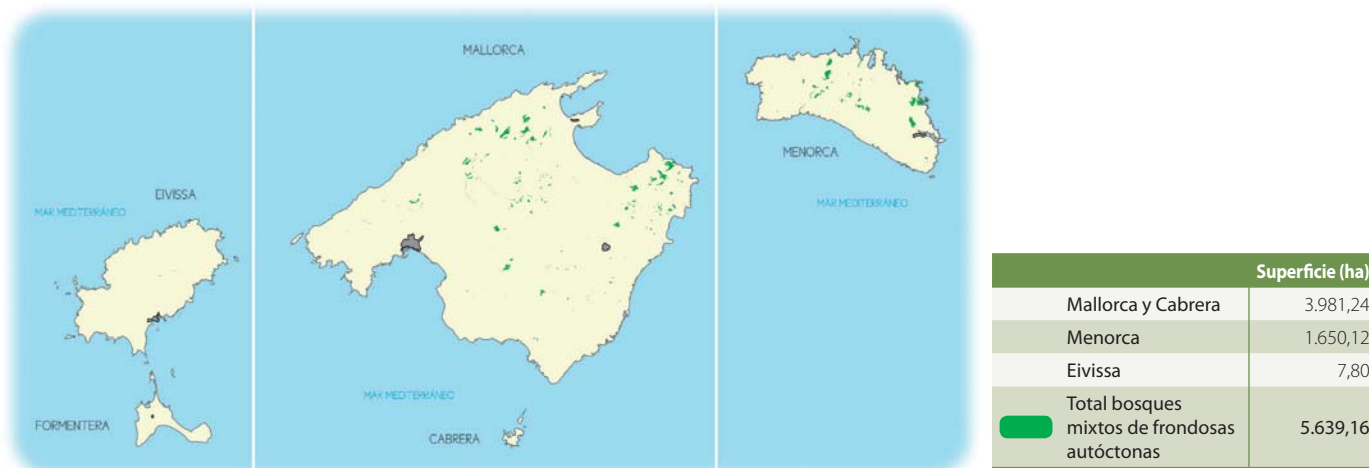 MALLORCA
MENORCA
EIVISSA
MAR MEDITERRÁNEO
MAR MEDITERRÁNEO
MAR MEDITERRÁNEO
FORMENTERA
CABRERA
Superficie (ha)
Mallorca y Cabrera 3.981,24
Menorca 1.650,12
Eivissa 7,80
Total bosques
mixtos de frondosas 5.639,16
autóctonas